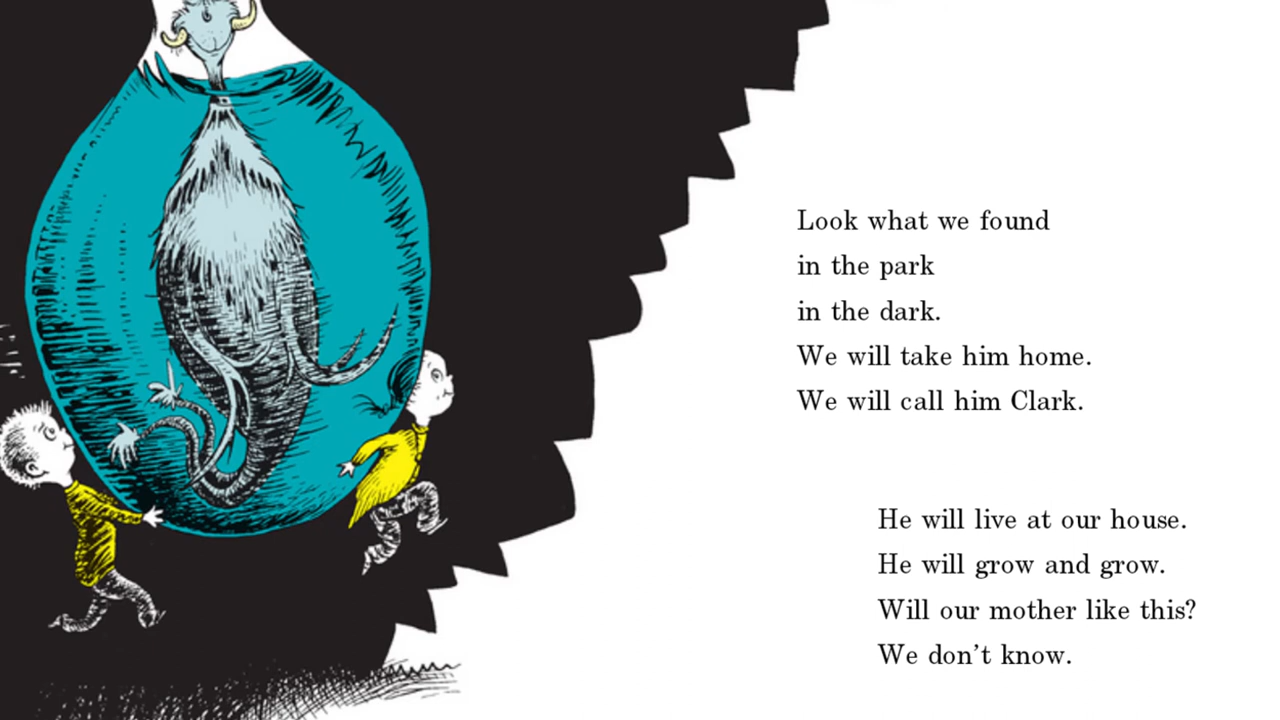 Look what we found
in the park
in the dark.
We will take him home.
We will call him Clark.
He will live at our house.
He will grow and grow.
Will our mother like this?
We don’t know.